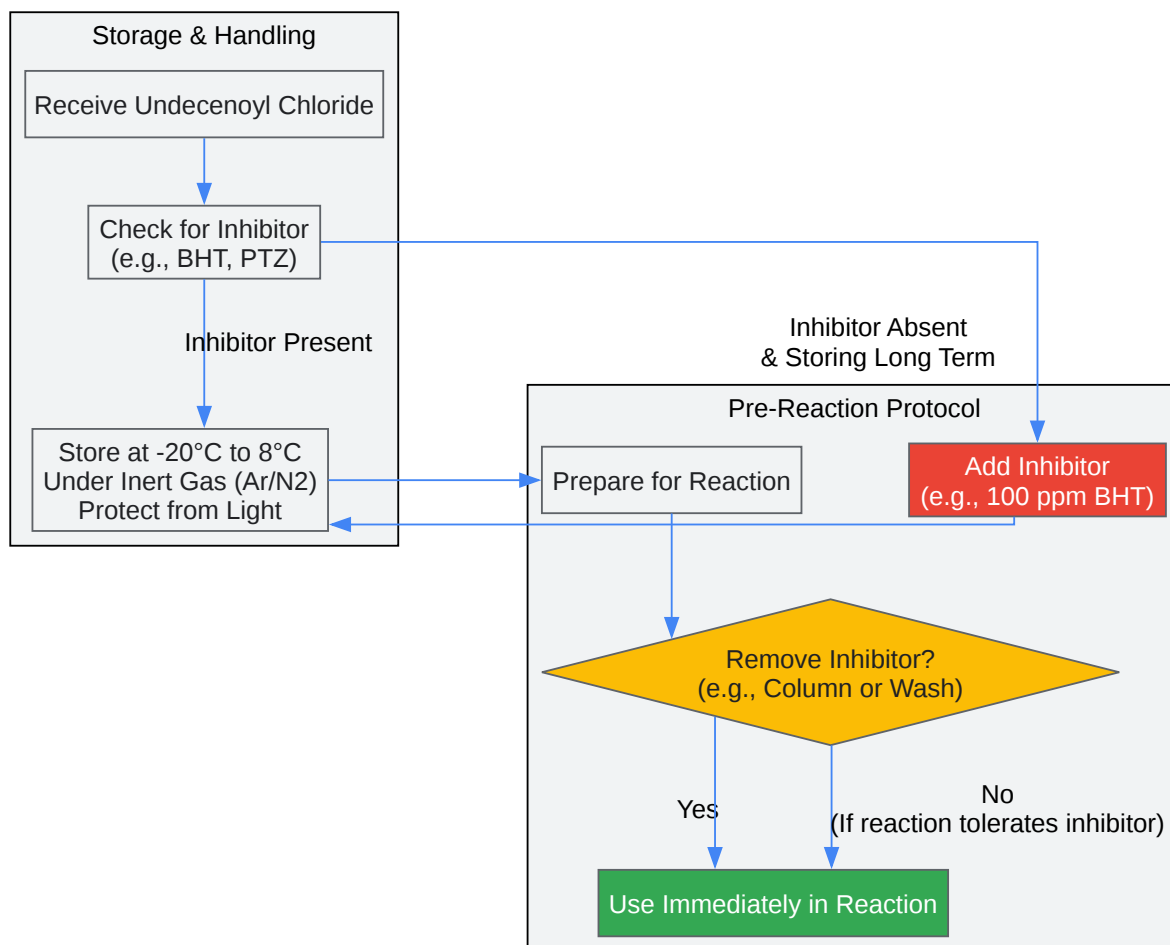 Storage & Handling
Receive Undecenoyl Chloride
Check for Inhibitor
(e.g., BHT, PTZ)
Inhibitor Present
Inhibitor Absent
& Storing Long Term
Store at -20°C to 8°C
Under Inert Gas (Ar/N2)
Protect from Light
Pre-Reaction Protocol
Prepare for Reaction
Add Inhibitor
(e.g., 100 ppm BHT)
Remove Inhibitor?
(e.g., Column or Wash)
Yes
No
(If reaction tolerates inhibitor)
Use Immediately in Reaction